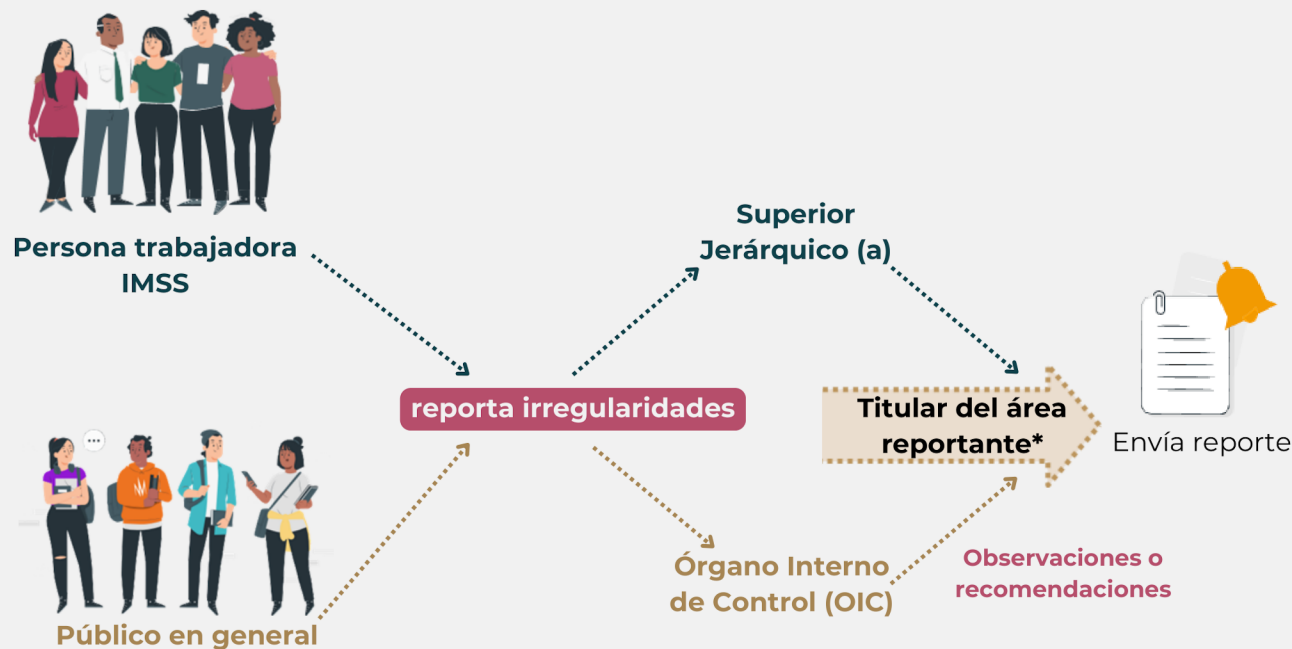 Persona trabajadora
IMSS
Público en general
reporta irregularidades
Superior
Jerárquico (a)
Órgano Interno
de Control (OIC)
Titular del área
reportante*
Observaciones o
recomendaciones
Envía reporte